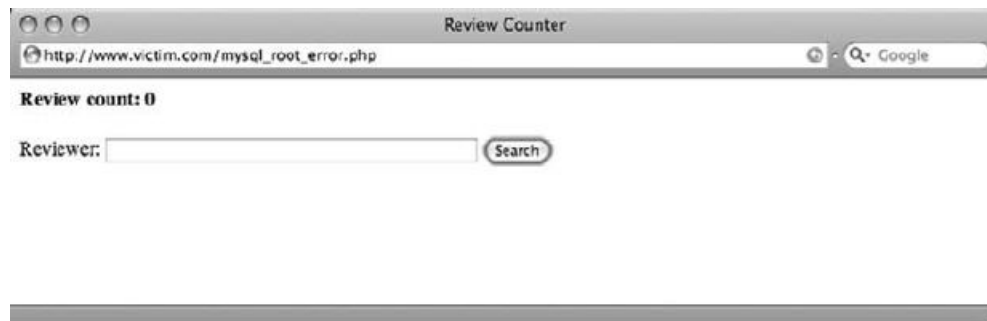 Review Counter
http://www.victim.com/mysql_root_error.php
Google
Review count: 0
Reviewer:
Search